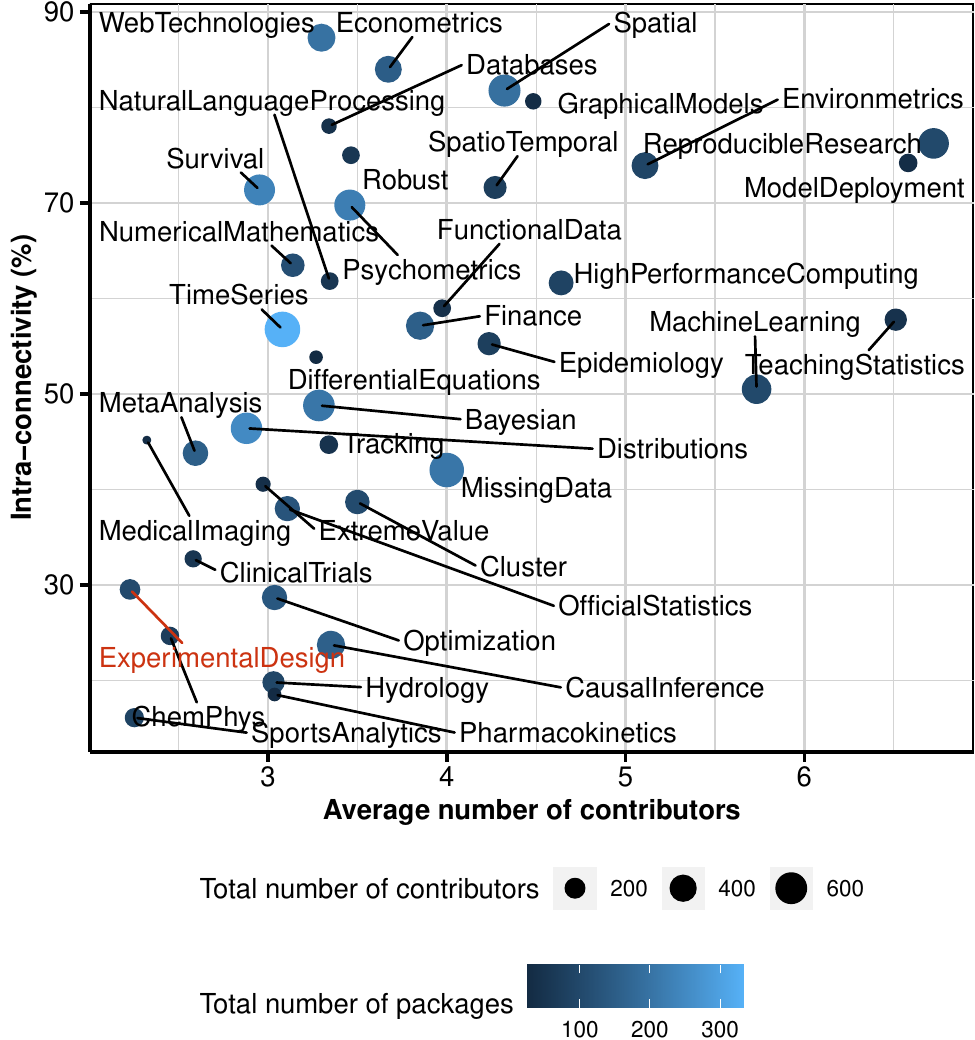 90
WebTechnologies
Econometrics
Spatial
Databases
NaturalLanguageProcessing
GraphicalModels
Environmetrics
SpatioTemporal
ReproducibleResearch
Survival
Robust
ModelDeployment
70
NumericalMathematics
FunctionalData
Psychometrics
HighPerformanceComputing
TimeSeries
Finance
MachineLearning
Epidemiology
TeachingStatistics
DifferentialEquations
50
MetaAnalysis
Bayesian
Tracking
Distributions
MissingData
MedicalImaging
ExtremeValue
Cluster
ClinicalTrials
30
OfficialStatistics
Optimization
ExperimentalDesign
Hydrology
CausalInference
ChemPhys
SportsAnalytics
Pharmacokinetics
Intra−connectivity (%)
3
4
5
6
Average number of contributors
Total number of contributors
200
400
600
Total number of packages
100
200
300